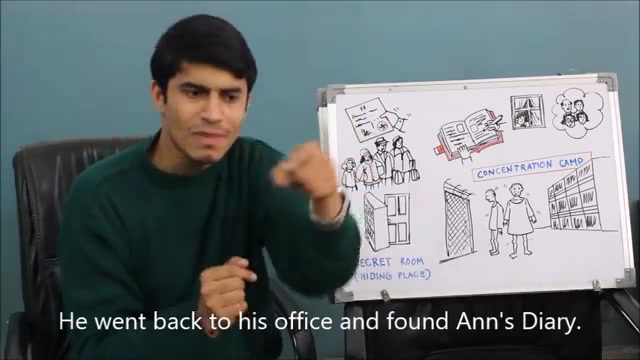 CONCENTRATION CAMP
SECRET ROOM
(HIDING PLACE)
He went back to his office and found Ann's Diary.